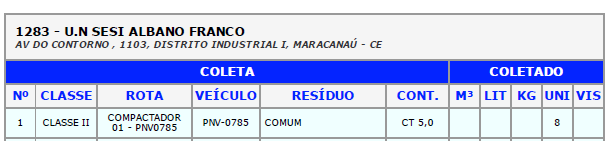 1283 - U.N SESI ALBANO FRANCO
AV DO CONTORNO , 1103, DISTRITO INDUSTRIAL I, MARACANAÚ - CE
COLETA COLETADO
Nº CLASSE ROTA VEÍCULO RESÍDUO CONT. M³ LIT KG UNI VIS
1 CLASSE II COMPACTADOR 01 - PNV0785 PNV-0785 COMUM CT 5,0 8